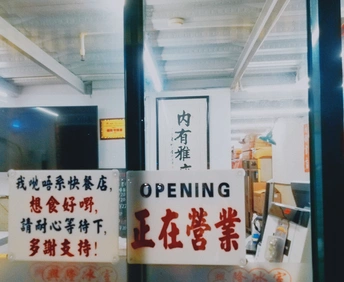 內有雅
我哋唔系快餐店，
想食好嘢，
請耐心等待下，
多謝支持！
OPENING
正在營業